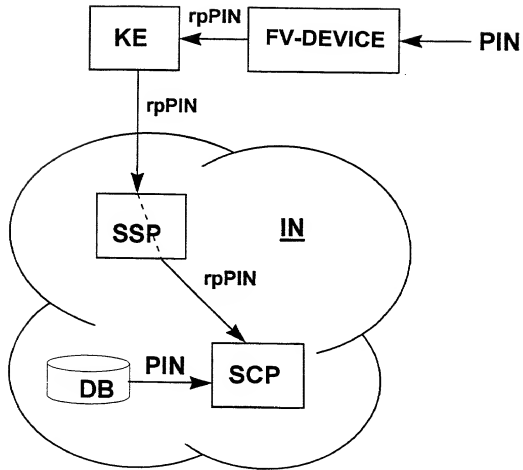 rpPIN
KE
FV-DEVICE
PIN
rpPIN
SSP
IN
rpPIN
PIN
DB
SCP